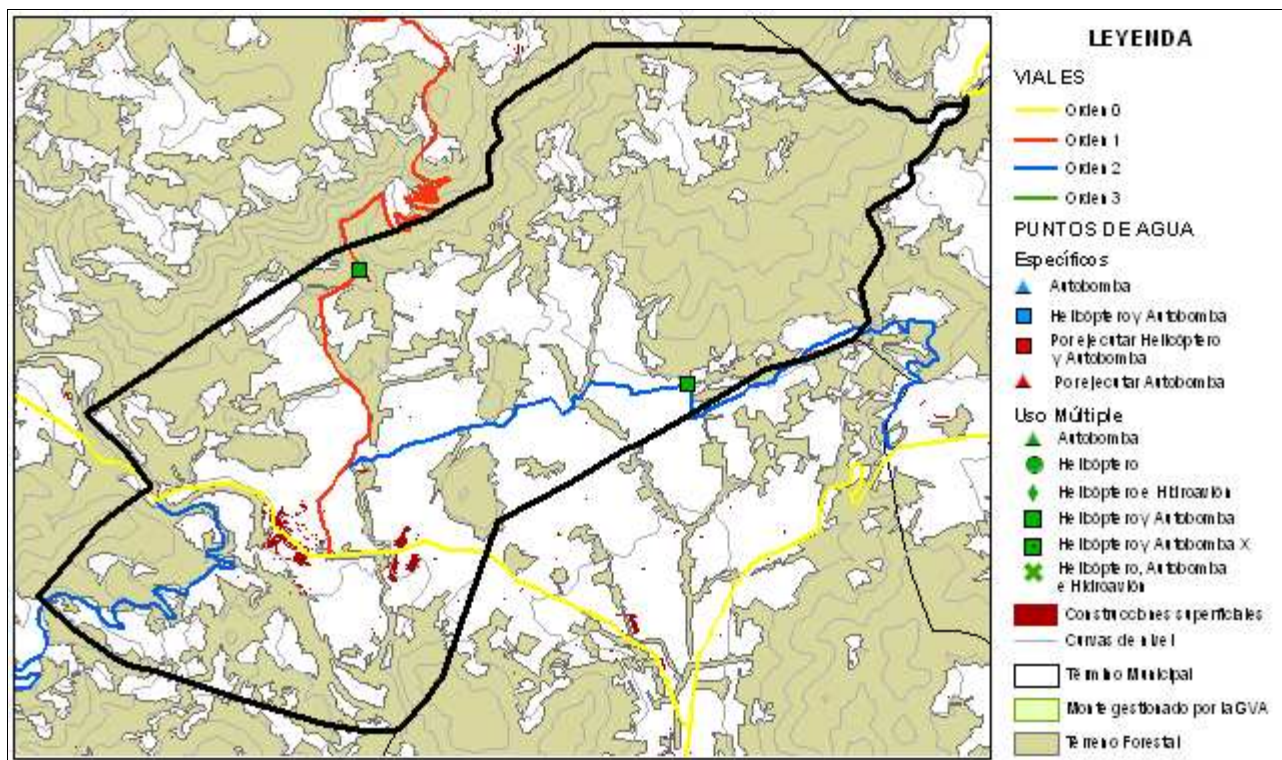 LEYENDA
VIALES
Orden 0
Orden 1
Orden 2
Orden 3
PUNTOS DE AGUA
Específicos
Autobomba
Helicóptero y Autobomba
Por ejecutar Helicóptero
y Autobomba
Por ejecutar Autobomba
Uso Múltiple
Autobomba
Helicóptero
Helicóptero e Hidroavión
Helicóptero y Autobomba
Helicóptero y Autobomba X
Helicóptero, Autobomba
e Hidroavión
Construcciones superficiales
Curvas de nivel
Término Municipal
Monte gestionado por la GVA
Terreno Forestal